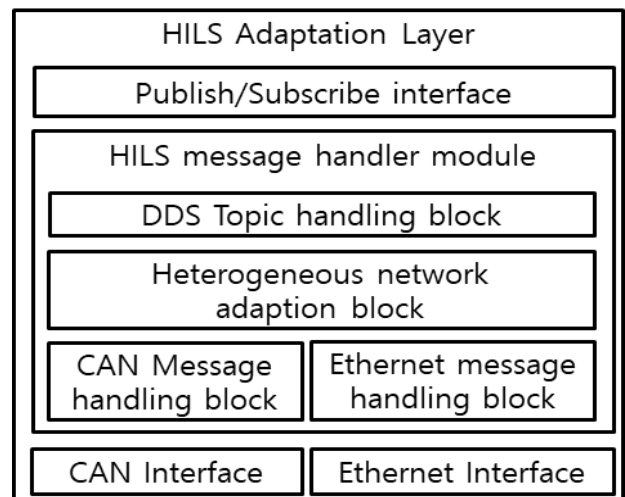 HILS Adaptation Layer
Publish/Subscribe interface
HILS message handler module
DDS Topic handling block
Heterogeneous network
adaption block
CAN Message
handling block
Ethernet message
handling block
CAN Interface
Ethernet Interface